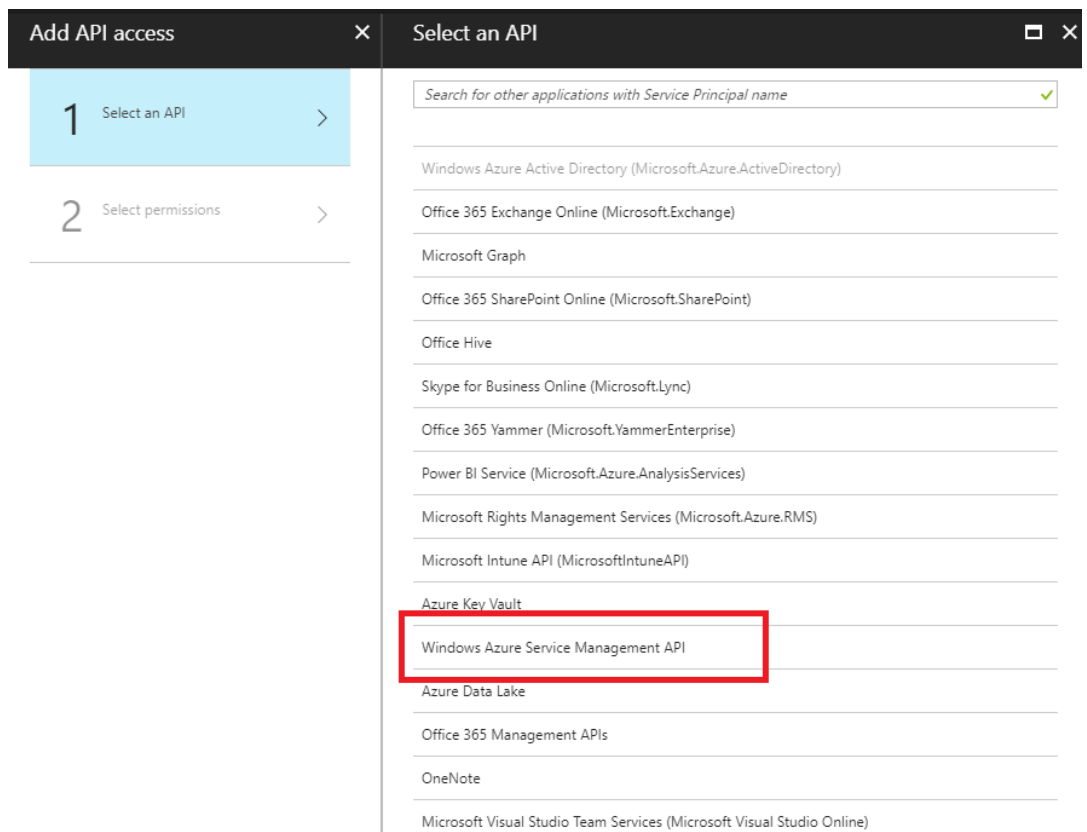 Add API access
Select an API
1 Select an API
2 Select permissions
Search for other applications with Service Principal name
Windows Azure Active Directory (Microsoft.Azure.ActiveDirectory)
Office 365 Exchange Online (Microsoft.Exchange)
Microsoft Graph
Office 365 SharePoint Online (Microsoft.SharePoint)
Office Hive
Skype for Business Online (Microsoft.Lync)
Office 365 Yammer (Microsoft.YammerEnterprise)
Power BI Service (Microsoft.Azure.AnalysisServices)
Microsoft Rights Management Services (Microsoft.Azure.RMS)
Microsoft Intune API (MicrosoftIntuneAPI)
Azure Key Vault
Windows Azure Service Management API
Azure Data Lake
Office 365 Management APIs
OneNote
Microsoft Visual Studio Team Services (Microsoft Visual Studio Online)